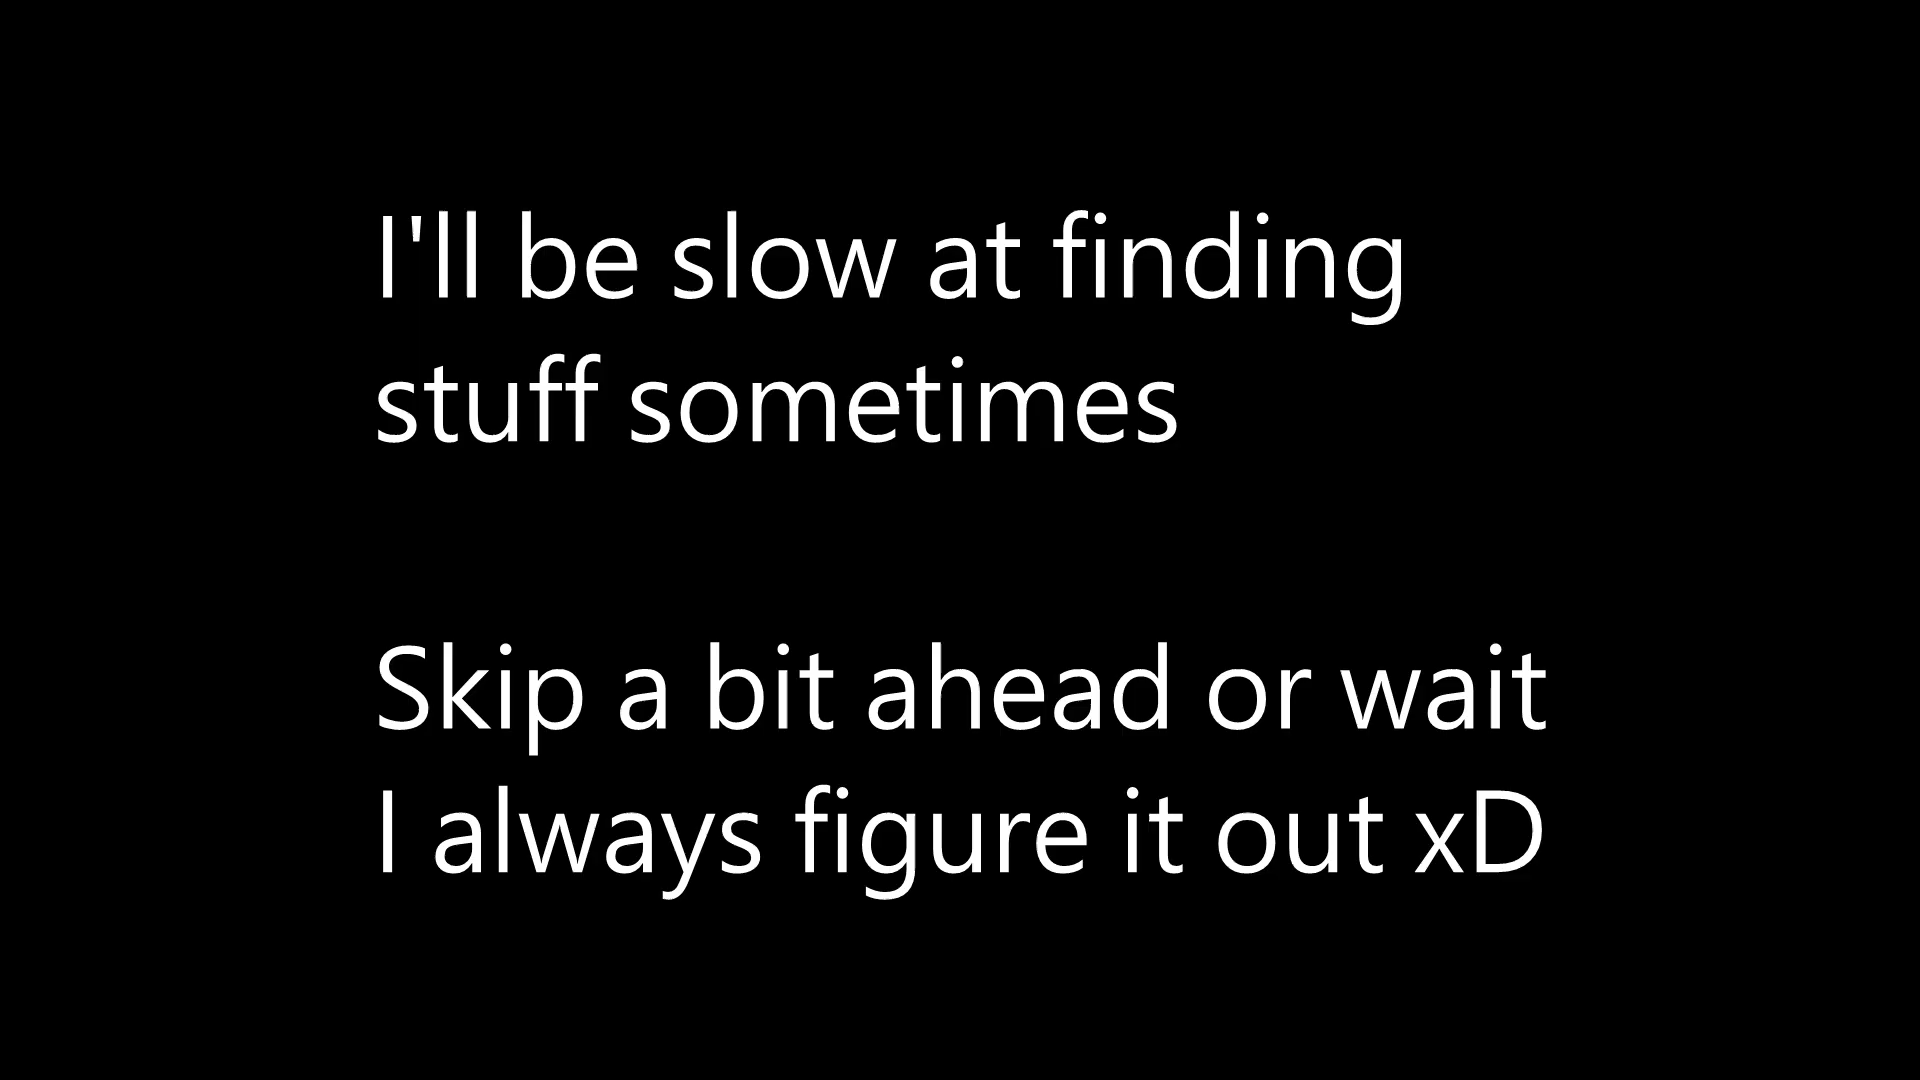 I'll be slow at finding
stuff sometimes
Skip a bit ahead or wait
I always figure it out xD